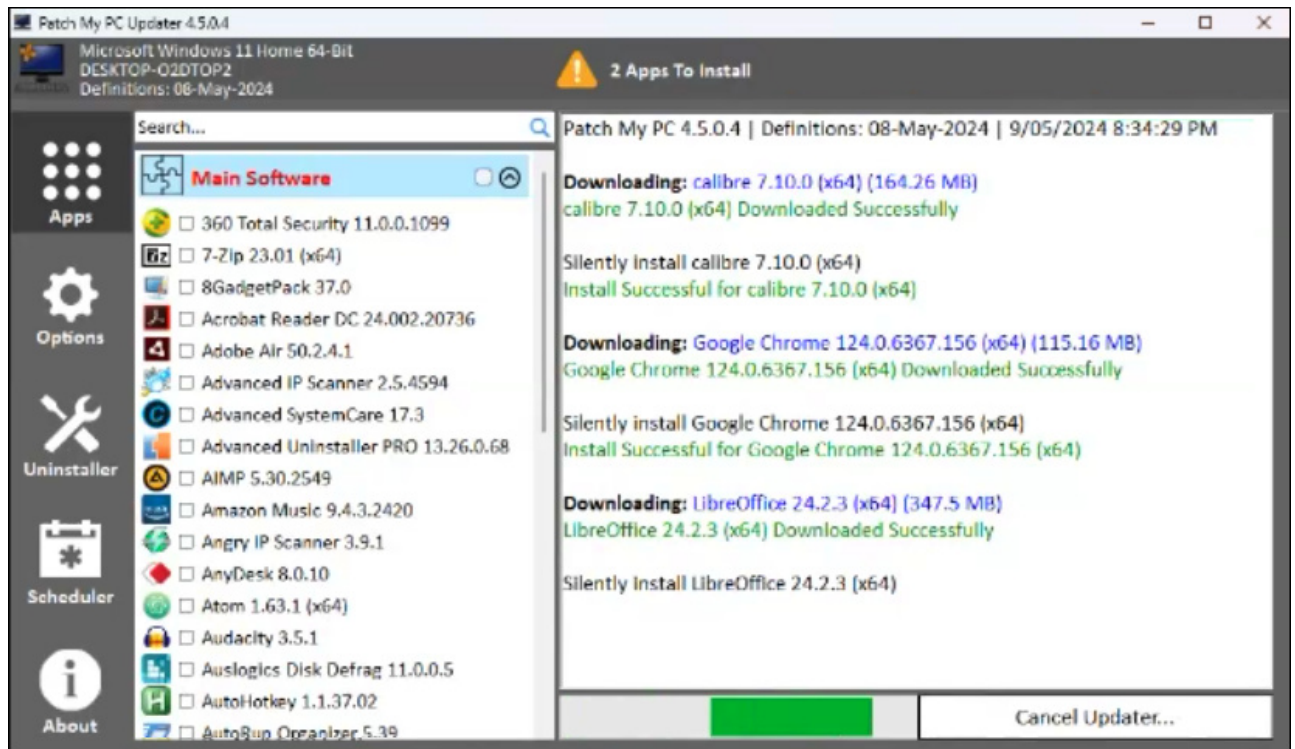 Patch My PC Updater 4.5.0.4
Microsoft Windows 11 Home 64-Bit
DESKTOP-O2DTOP2
Definitions: 08-May-2024
2 Apps To Install
Apps
Options
Uninstaller
Scheduler
About
Search...
Main Software
360 Total Security 11.0.0.1099
7-Zip 23.01 (x64)
8GadgetPack 37.0
Acrobat Reader DC 24.002.20736
Adobe Air 50.2.4.1
Advanced IP Scanner 2.5.4594
Advanced SystemCare 17.3
Advanced Uninstaller PRO 13.26.0.68
AIMP 5.30.2549
Amazon Music 9.4.3.2420
Angry IP Scanner 3.9.1
AnyDesk 8.0.10
Atom 1.63.1 (x64)
Audacity 3.5.1
Auslogics Disk Defrag 11.0.0.5
AutoHotkey 1.1.37.02
AutoRun Organizer 5.39
Patch My PC 4.5.0.4 | Definitions: 08-May-2024 | 9/05/2024 8:34:29 PM
Downloading: calibre 7.10.0 (x64) (164.26 MB)
calibre 7.10.0 (x64) Downloaded Successfully
Silently install calibre 7.10.0 (x64)
Install Successful for calibre 7.10.0 (x64)
Downloading: Google Chrome 124.0.6367.156 (x64) (115.16 MB)
Google Chrome 124.0.6367.156 (x64) Downloaded Successfully
Silently install Google Chrome 124.0.6367.156 (x64)
Install Successful for Google Chrome 124.0.6367.156 (x64)
Downloading: LibreOffice 24.2.3 (x64) (347.5 MB)
LibreOffice 24.2.3 (x64) Downloaded Successfully
Silently install LibreOffice 24.2.3 (x64)
Cancel Updater...